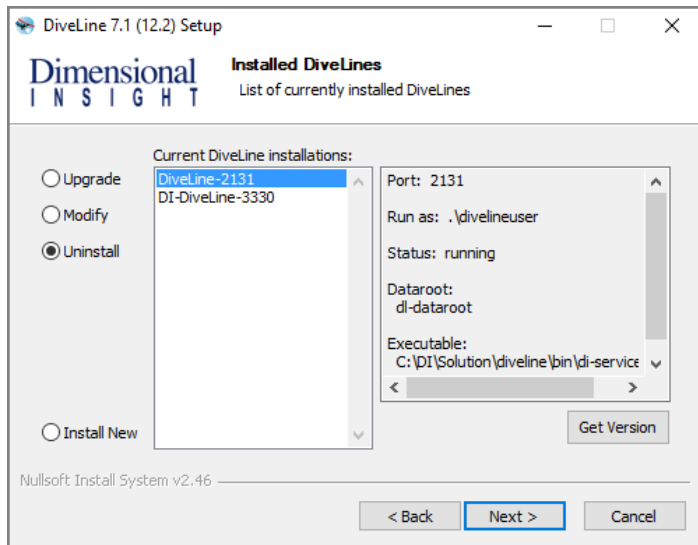 DiveLine 7.1 (12.2) Setup
Dimensional
INSIGHT
Installed DiveLines
List of currently installed DiveLines
Current DiveLine installations:
Upgrade
Modify
Uninstall
Install New
DiveLine-2131
DI-DiveLine-3330
Port: 2131
Run as: .\divelineuser
Status: running
Dataroot:
dl-dataroot
Executable:
C:\DI\Solution\diveline\bin\di-service
Get Version
Nullsoft Install System v2.46
< Back
Next >
Cancel